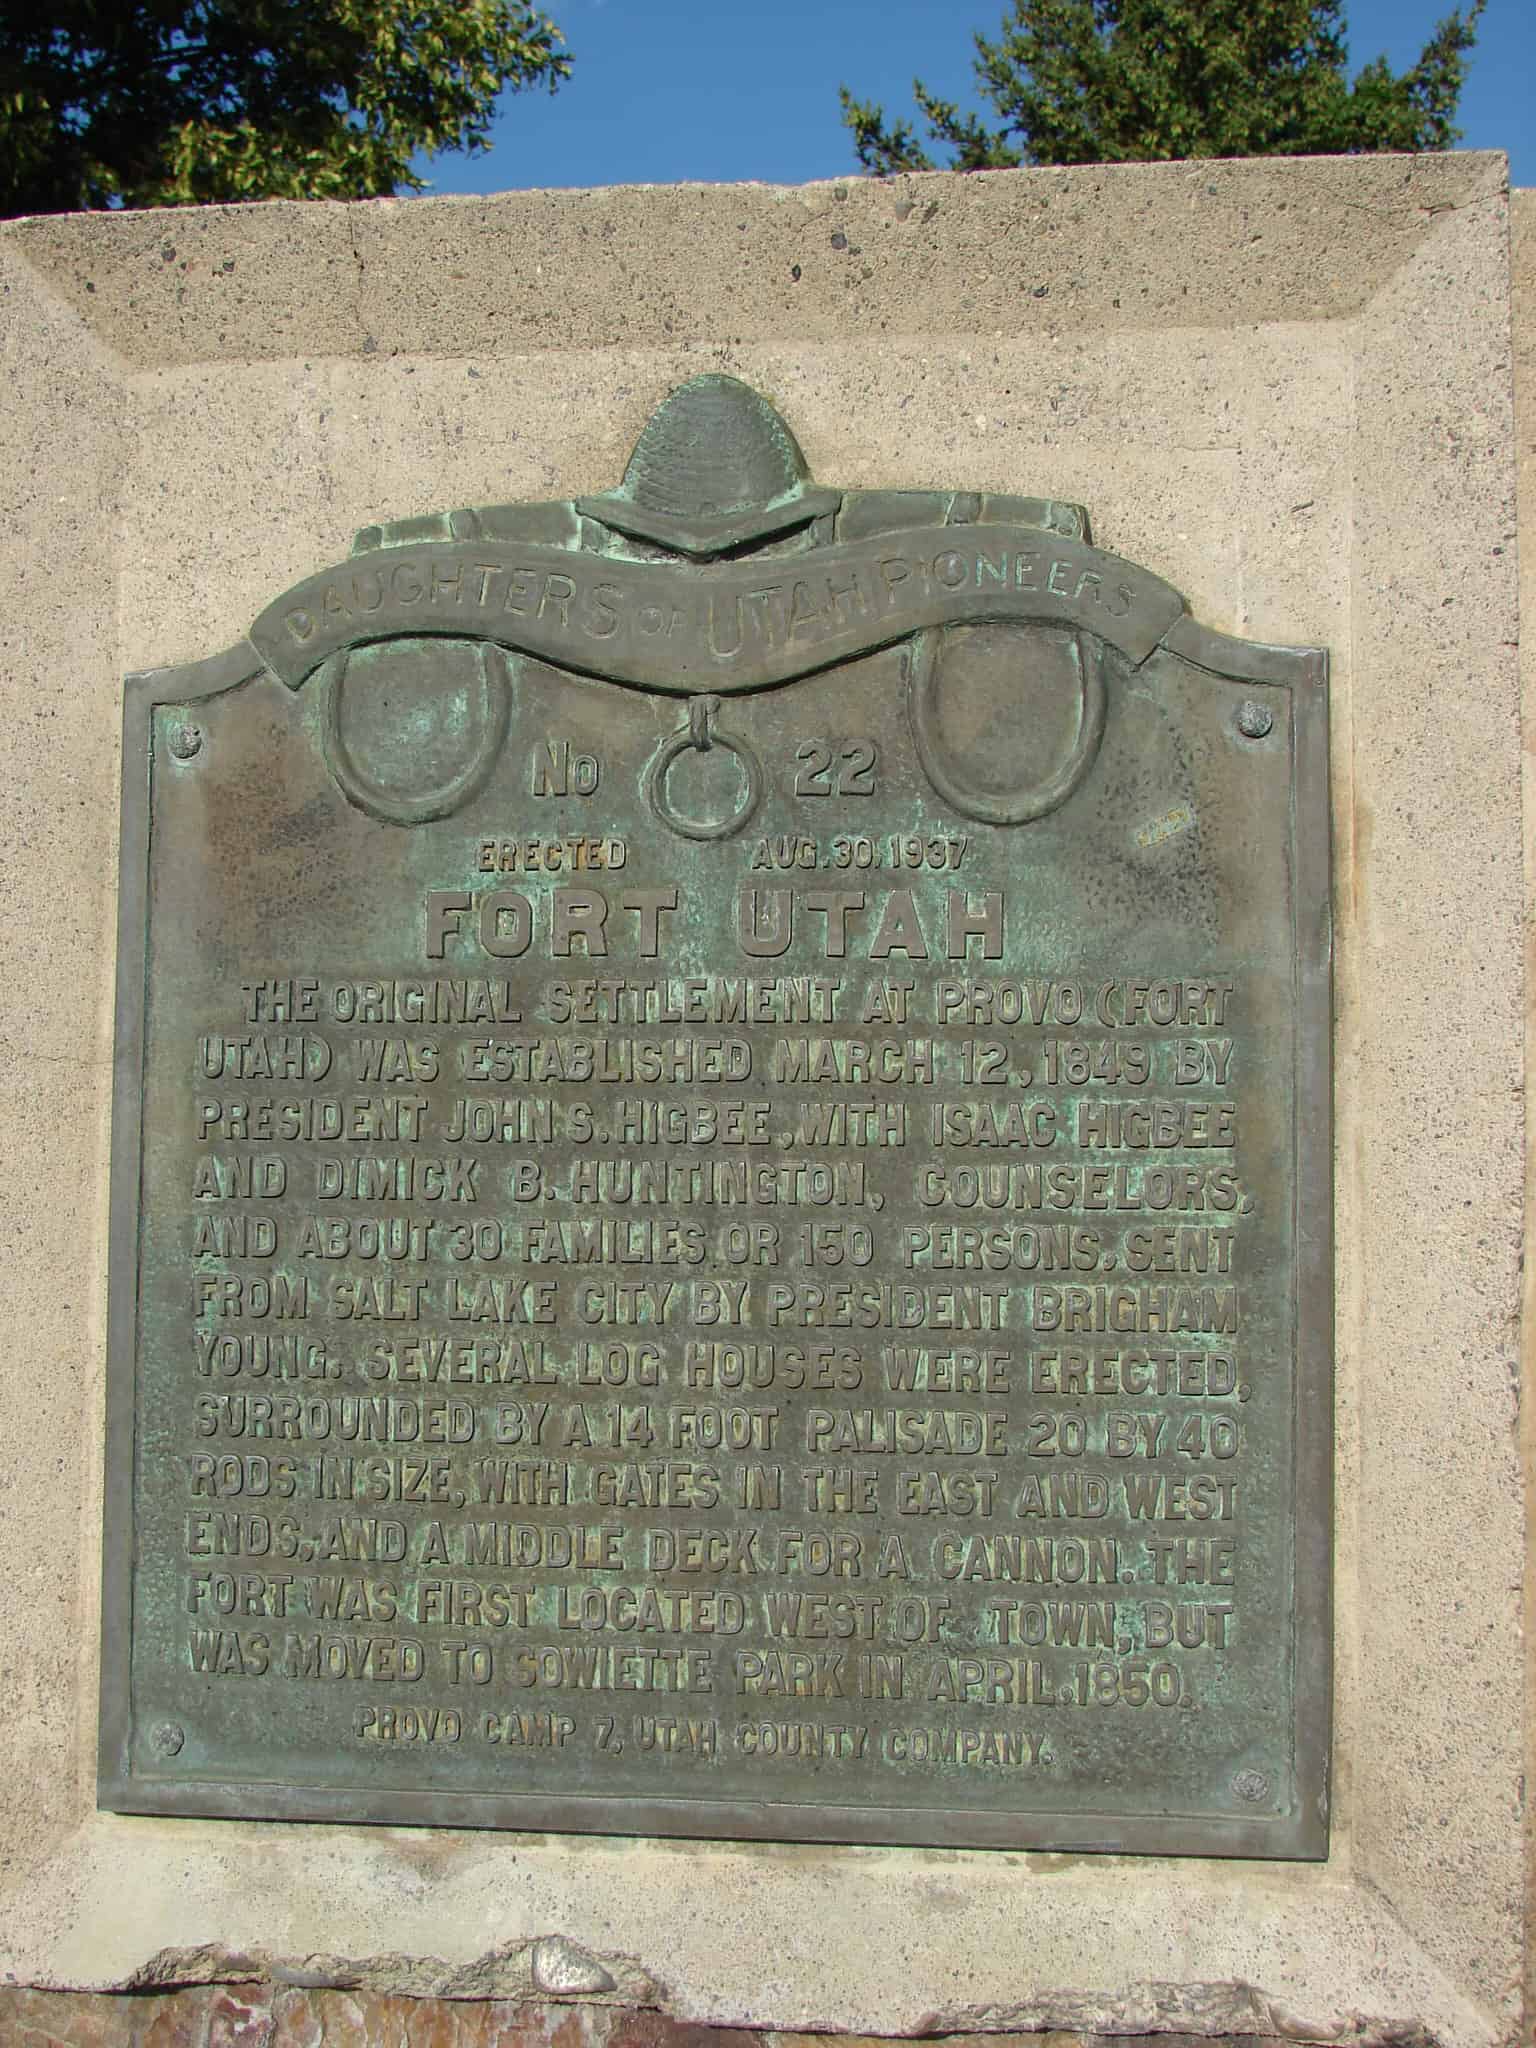 DAUGHTERS OF UTAH PIONEERS
No 22
ERECTED AUG. 30, 1937
FORT UTAH
THE ORIGINAL SETTLEMENT AT PROVO (FORT
UTAH) WAS ESTABLISHED MARCH 12, 1849 BY
PRESIDENT JOHN S. HIGBEE, WITH ISAAC HIGBEE
AND DIMICK B. HUNTINGTON, COUNSELORS,
AND ABOUT 30 FAMILIES OR 150 PERSONS, SENT
FROM SALT LAKE CITY BY PRESIDENT BRIGHAM
YOUNG. SEVERAL LOG HOUSES WERE ERECTED,
SURROUNDED BY A 14 FOOT PALISADE 20 BY 40
RODS IN SIZE, WITH GATES IN THE EAST AND WEST
ENDS, AND A MIDDLE DECK FOR A CANNON. THE
FORT WAS FIRST LOCATED WEST OF TOWN, BUT
WAS MOVED TO SOWIETTE PARK IN APRIL, 1850.
PROVO CAMP 7, UTAH COUNTY COMPANY.